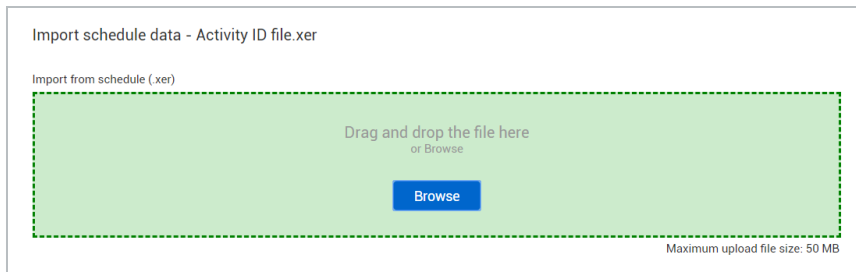 Import schedule data - Activity ID file.xer
Import from schedule (.xer)
Drag and drop the file here
or Browse
Browse
Maximum upload file size: 50 MB